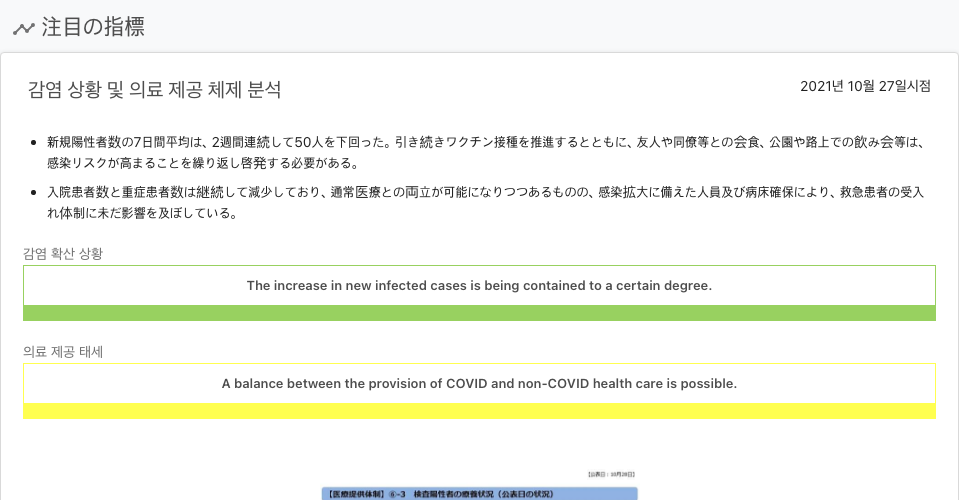 注目の指標
감염 상황 및 의료 제공 체제 분석
2021년 10월 27일시점
新規陽性者数の7日間平均は、2週間連続して50人を下回った。引き続きワクチン接種を推進するとともに、友人や同僚等との会食、公園や路上での飲み会等は、
感染リスクが高まることを繰り返し啓発する必要がある。
入院患者数と重症患者数は継続して減少しており、通常医療との両立が可能になりつつあるものの、感染拡大に備えた人員及び病床確保により、救急患者の受入
れ体制に未だ影響を及ぼしている。
감염 확산 상황
The increase in new infected cases is being contained to a certain degree.
의료 제공 태세
A balance between the provision of COVID and non-COVID health care is possible.
【公表日：10月28日】
【医療提供体制】⑥-3 検査陽性者の療養状況（公表日の状況）